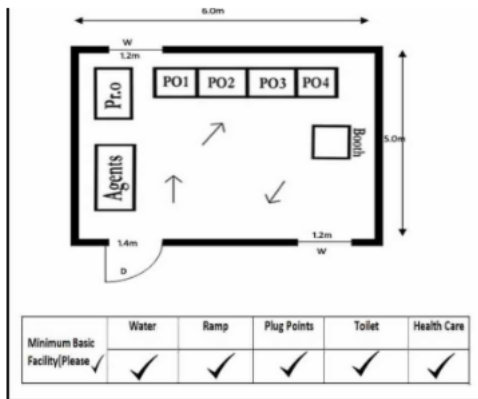 6.0m
W
1.2m
Pr.o
PO1 PO2 PO3 PO4
Booth
5.0m
Agents
1.4m
1.2m
W
D
Water Ramp Plug Points Toilet Health Care
Minimum Basic
Facility(Please ✓ ✓ ✓ ✓ ✓ ✓